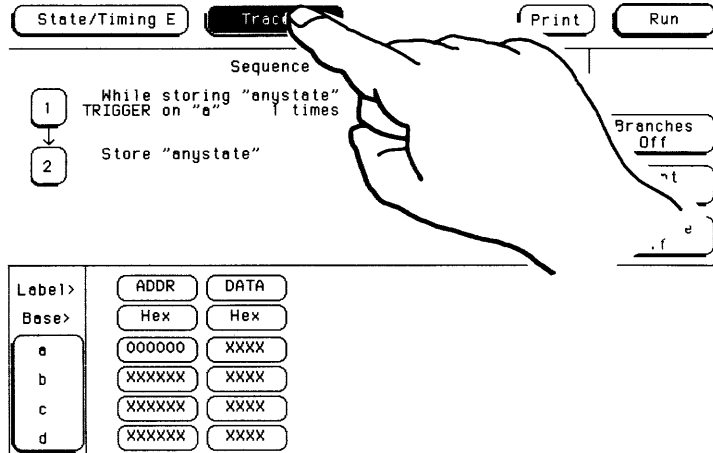 State/Timing E
Print
Run
Sequence
1
While storing "anystate"
TRIGGER on "a" 1 times
2
Store "anystate"
Branches
Off
Label>
ADDR
DATA
Base>
Hex
Hex
a
000000
XXXX
b
XXXXXX
XXXX
c
XXXXXX
XXXX
d
XXXXXX
XXXX